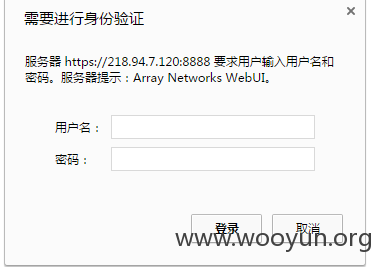 需要进行身份验证
×
服务器 https://218.94.7.120:8888 要求用户输入用户名和
密码。服务器提示：Array Networks WebUI。
用户名：
密码：
登录 取消
www.wooyun.org